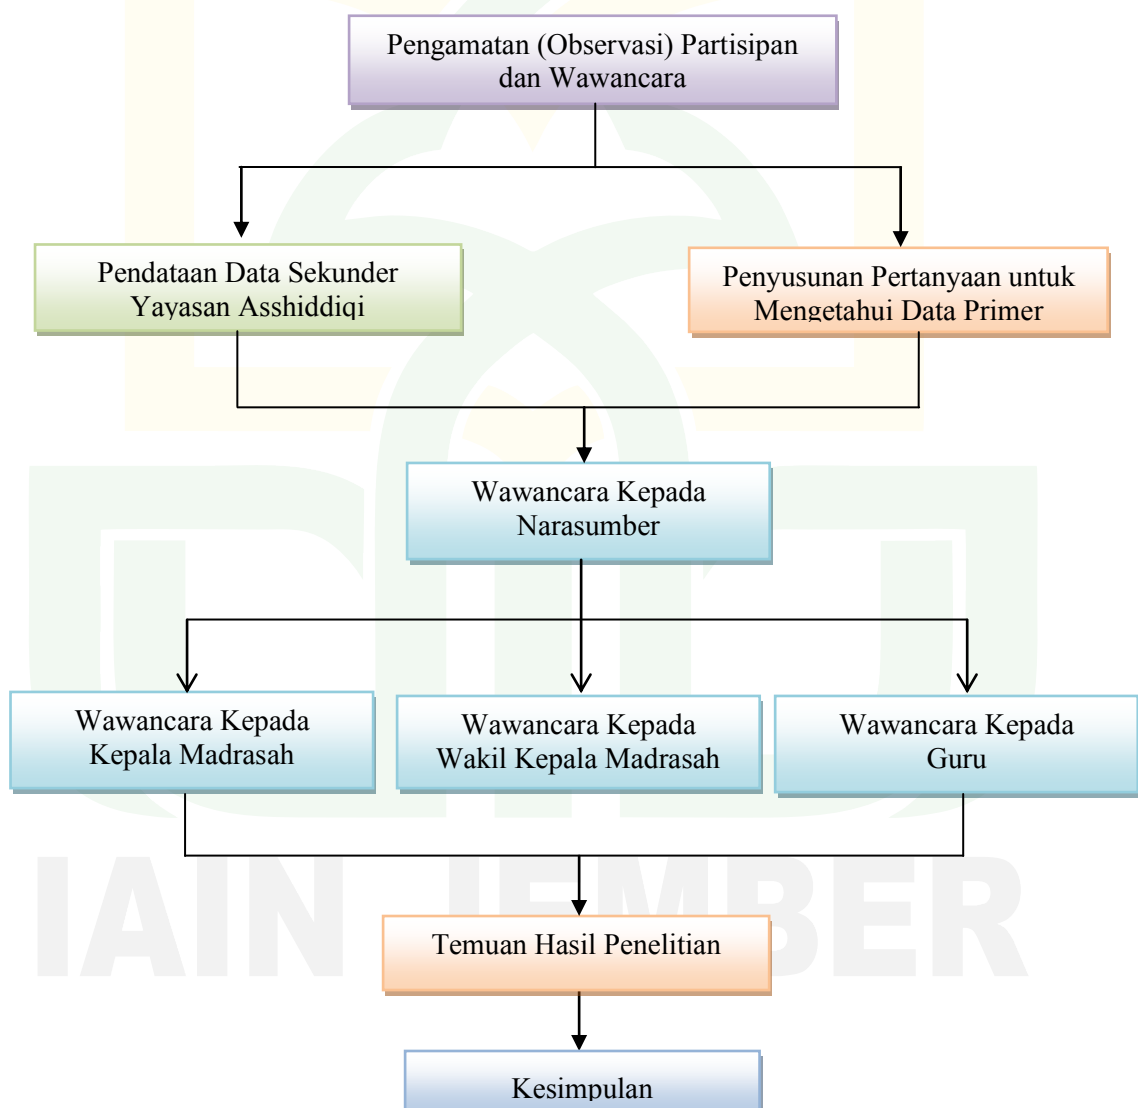 Pengamatan (Observasi) Partisipan
dan Wawancara
Pendataan Data Sekunder
Yayasan Asshiddiqi
Penyusunan Pertanyaan untuk
Mengetahui Data Primer
Wawancara Kepada
Narasumber
Wawancara Kepada
Kepala Madrasah
Wawancara Kepada
Wakil Kepala Madrasah
Wawancara Kepada
Guru
IAIN JEMBER
Temuan Hasil Penelitian
Kesimpulan